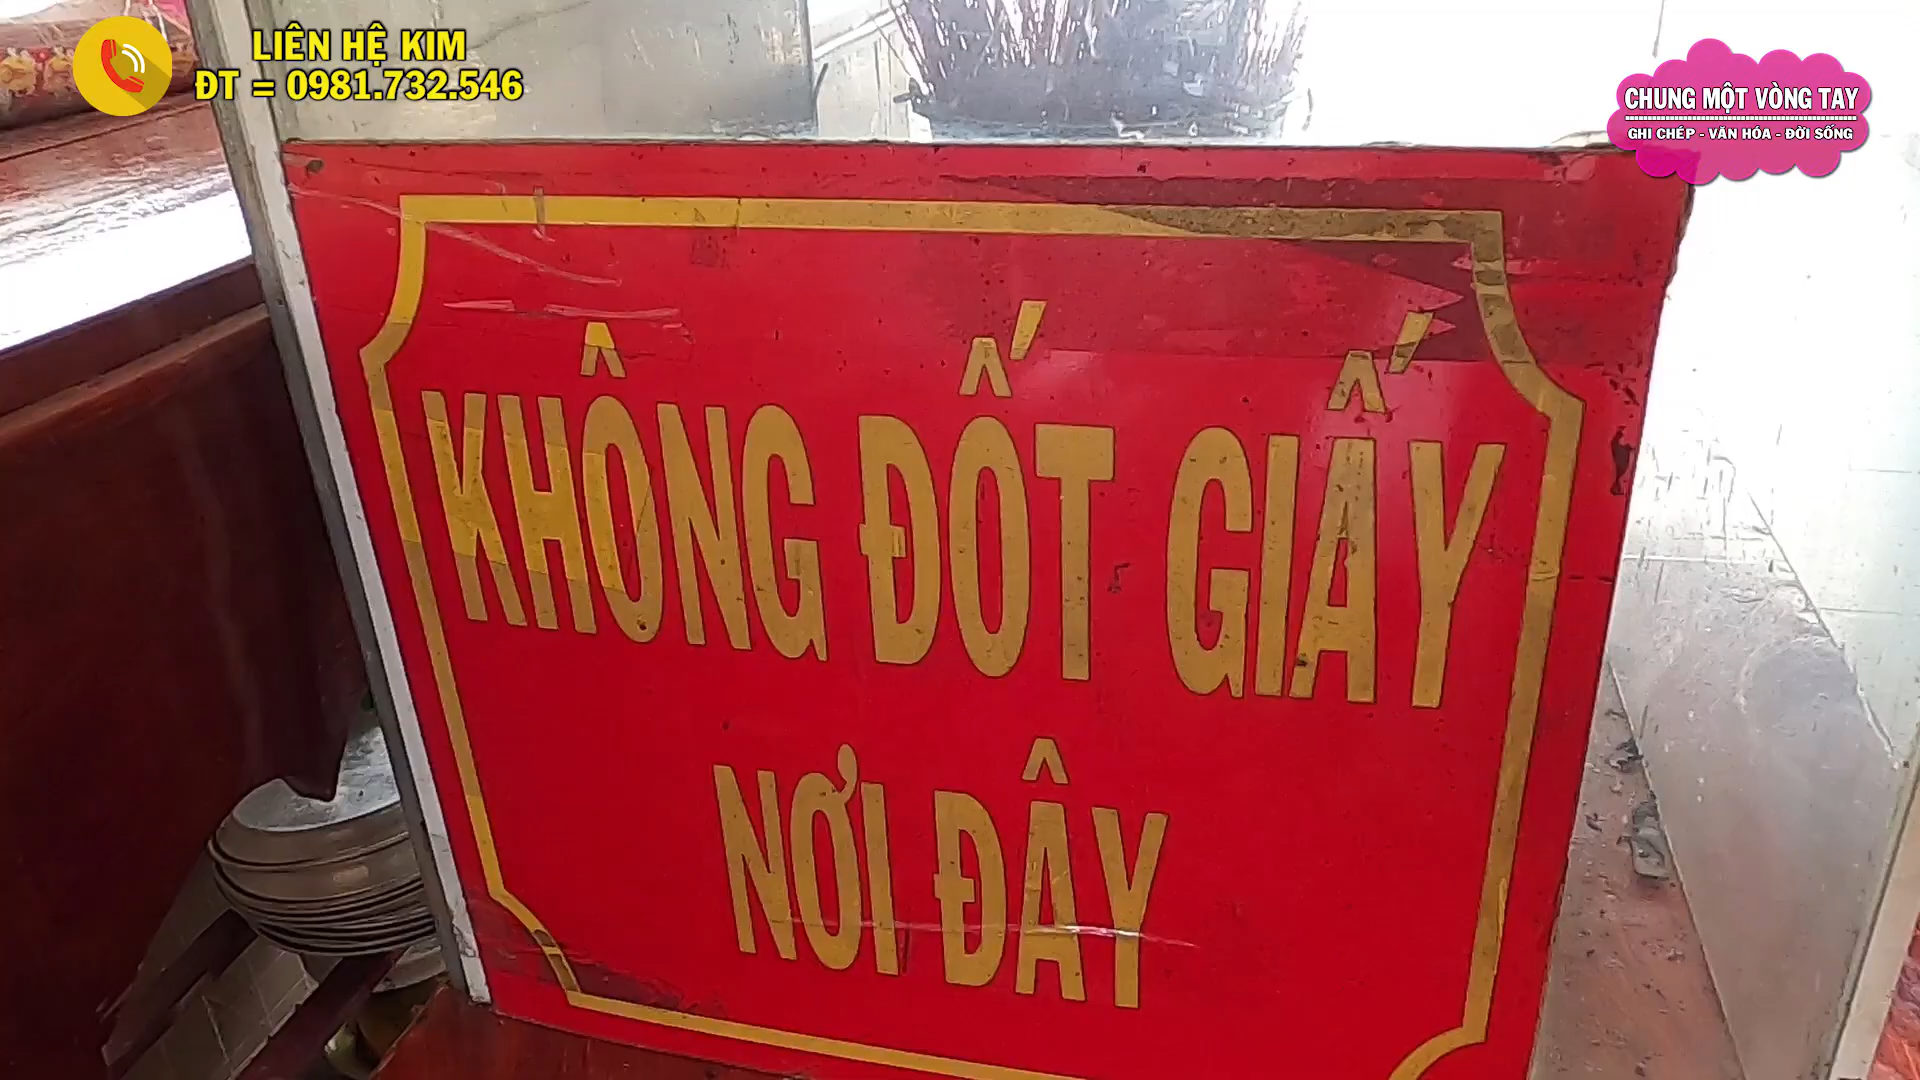 LIÊN HỆ KIM
ĐT = 0981.732.546
CHUNG MỘT VÒNG TAY
GHI CHÉP - VĂN HÓA - ĐỜI SỐNG
KHÔNG ĐỐT GIẤY
NƠI ĐÂY